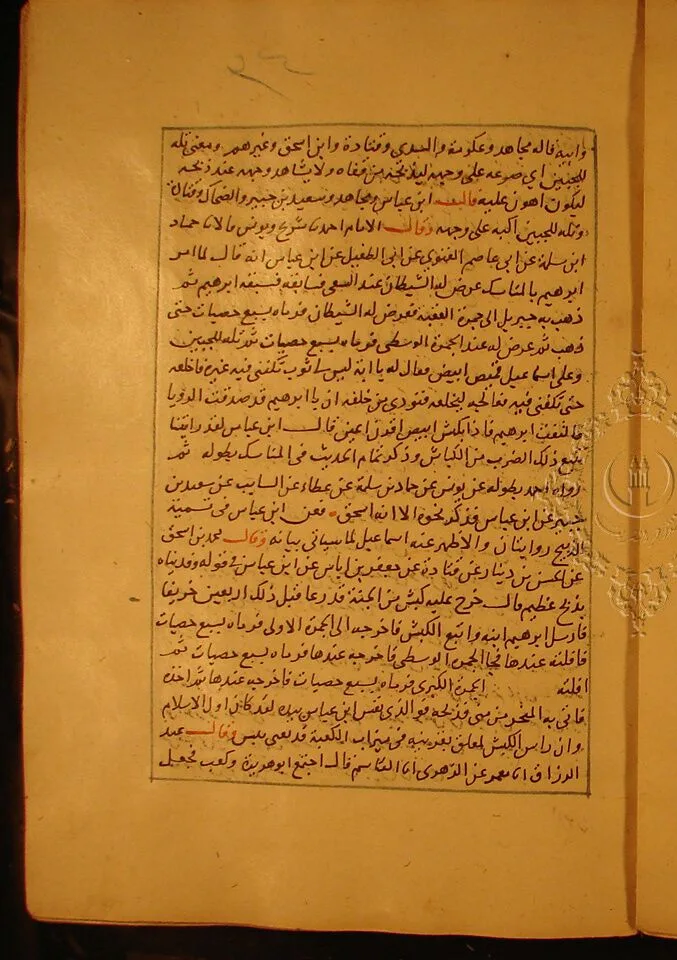 وابنه قاله مجاهد وعكرمة والسدي وقتادة وابن اسحق وغيرهم ومعنى تله
للجبين اي صرعه على وجهه ليذبحه من قفاه ولا يشاهد وجهه عند ذبحه
ليكون اهون عليه قال ابن عباس ومجاهد وسعيد بن جبير والضحاك وقتادة
وتله للجبين اكبه على وجهه وقال الامام احمد ثنا شريح ويونس قالا ثنا حماد
ابن سلمة عن ابي عاصم الغنوي عن ابي الطفيل عن ابن عباس انه قال لما امر
ابرهيم بالمناسك عرض له الشيطان عند السعي فسابقه فسبقه ابرهيم ثم
ذهب به جبريل الى جمرة العقبة فعرض له الشيطان فرماه بسبع حصيات حتى
ذهب ثم عرض له عند الجمرة الوسطى فرماه بسبع حصيات ثم تله للجبين
وعلى اسماعيل قميص ابيض فقال له يا ابة ليس لي ثوب تكفنني فيه غيره فاخلعه
حتى تكفنني فيه فعالجه ليخلعه فنودي من خلفه ان يا ابرهيم قد صدقت الرويا
فالتفت ابرهيم فاذا بكبش ابيض اقرن اعين قال ابن عباس لقد رايتنا
نتبع ذلك الضرب من الكباش وذكر تمام الحديث في المناسك بطوله ثم
رواه احمد بطوله عن يونس عن حماد بن سلمة عن عطاء عن السايب عن سعيد بن
جبير عن ابن عباس فذكر نحوه الا انه اسحق فعن ابن عباس في تسمية
الذبيح روايتان والاظهر عنه اسماعيل لما سياتي بيانه وقال محمد بن اسحق
عن الحسن بن دينار عن قتادة عن جعفر بن اياس عن ابن عباس في قوله وفديناه
بذبح عظيم قال خرج عليه كبش من الجنة قد رعا قبل ذلك اربعين خريفا
فارسل ابرهيم ابنه واتبع الكبش فاخرجه الى الجمرة الاولى فرماه بسبع حصيات
فافلته عندها فجا الجمرة الوسطى فاخرجه عندها فرماه بسبع حصيات ثم
افلته الجمرة الكبرى فرماه بسبع حصيات فاخرجه عندها ثم اخذه
فاتى به المنحر من منى فذبحه فو الذي نفس ابن عباس بيده لقد كان اول الاسلام
وان راس الكبش لمعلق بقرنيه في ميزاب الكعبة قد يعني يبس وقال عبد
الرزاق انا معمر عن الزهري انا القاسم قال اجتمع ابو هريرة وكعب فجعل